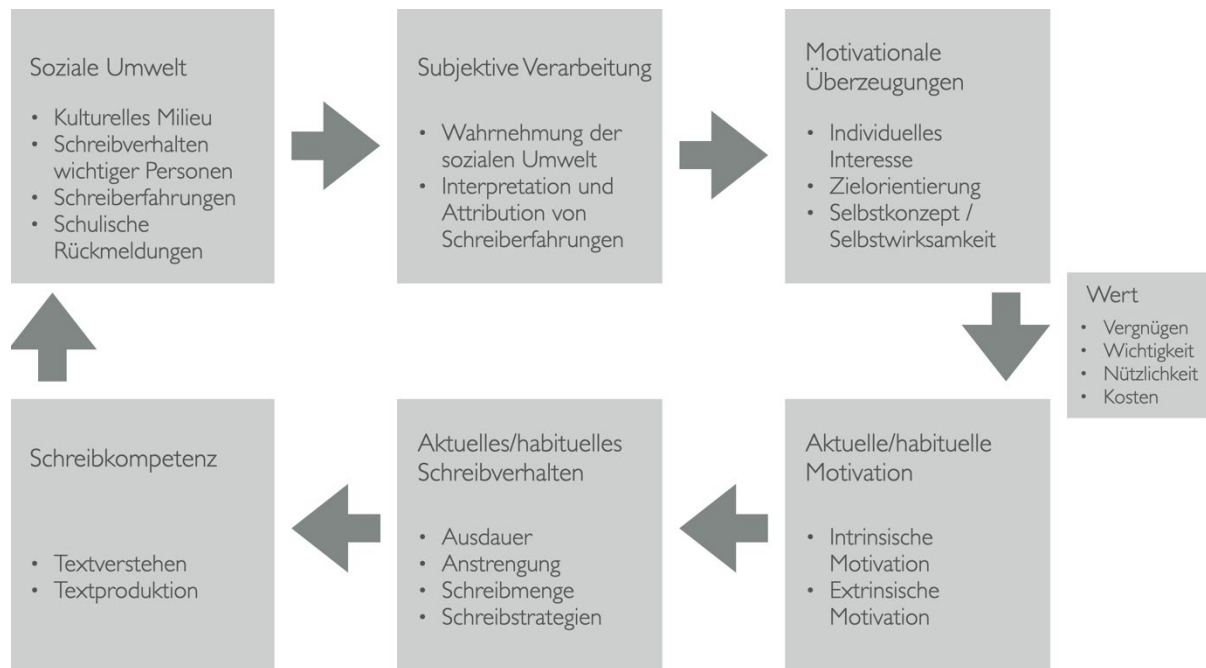 Soziale Umwelt
• Kulturelles Milieu
• Schreibverhalten
wichtiger Personen
• Schreiberfahrungen
• Schulische
Rückmeldungen
Subjektive Verarbeitung
• Wahrnehmung der
sozialen Umwelt
• Interpretation und
Attribution von
Schreiberfahrungen
Motivationale
Überzeugungen
• Individuelles
Interesse
• Zielorientierung
• Selbstkonzept /
Selbstwirksamkeit
Wert
• Vergnügen
• Wichtigkeit
• Nützlichkeit
• Kosten
Aktuelle/habituelle
Motivation
• Intrinsische
Motivation
• Extrinsische
Motivation
Aktuelles/habituelles
Schreibverhalten
• Ausdauer
• Anstrengung
• Schreibmenge
• Schreibstrategien
Schreibkompetenz
• Textverstehen
• Textproduktion